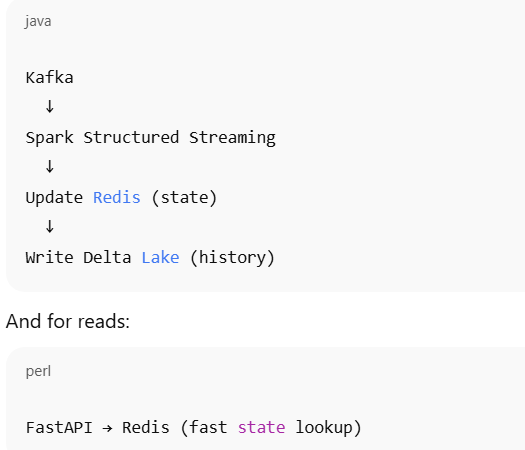 java
Kafka
↓
Spark Structured Streaming
↓
Update Redis (state)
↓
Write Delta Lake (history)
And for reads:
perl
FastAPI → Redis (fast state lookup)